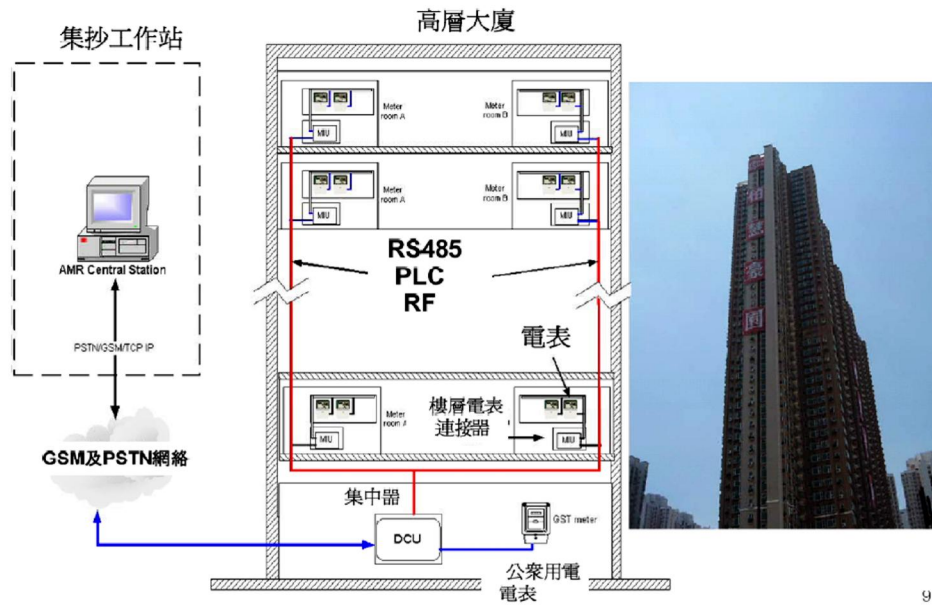 集抄工作站
AMR Central Station
PSTN/GSM/TCP IP
GSM及PSTN網絡
高層大廈
Meter
room A
MIU
Meter
room B
MIU
Meter
room A
MIU
Meter
room B
MIU
RS485
PLC
RF
電表
Meter
room A
MIU
樓層電表
連接器
MIU
集中器
DCU
GST meter
公衆用電
電表
9